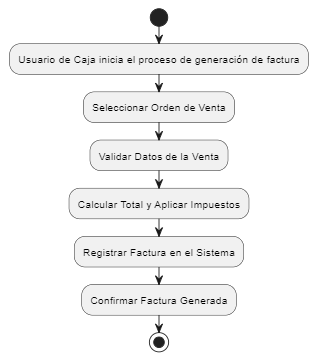 Usuario de Caja inicia el proceso de generación de factura
Seleccionar Orden de Venta
Validar Datos de la Venta
Calcular Total y Aplicar Impuestos
Registrar Factura en el Sistema
Confirmar Factura Generada